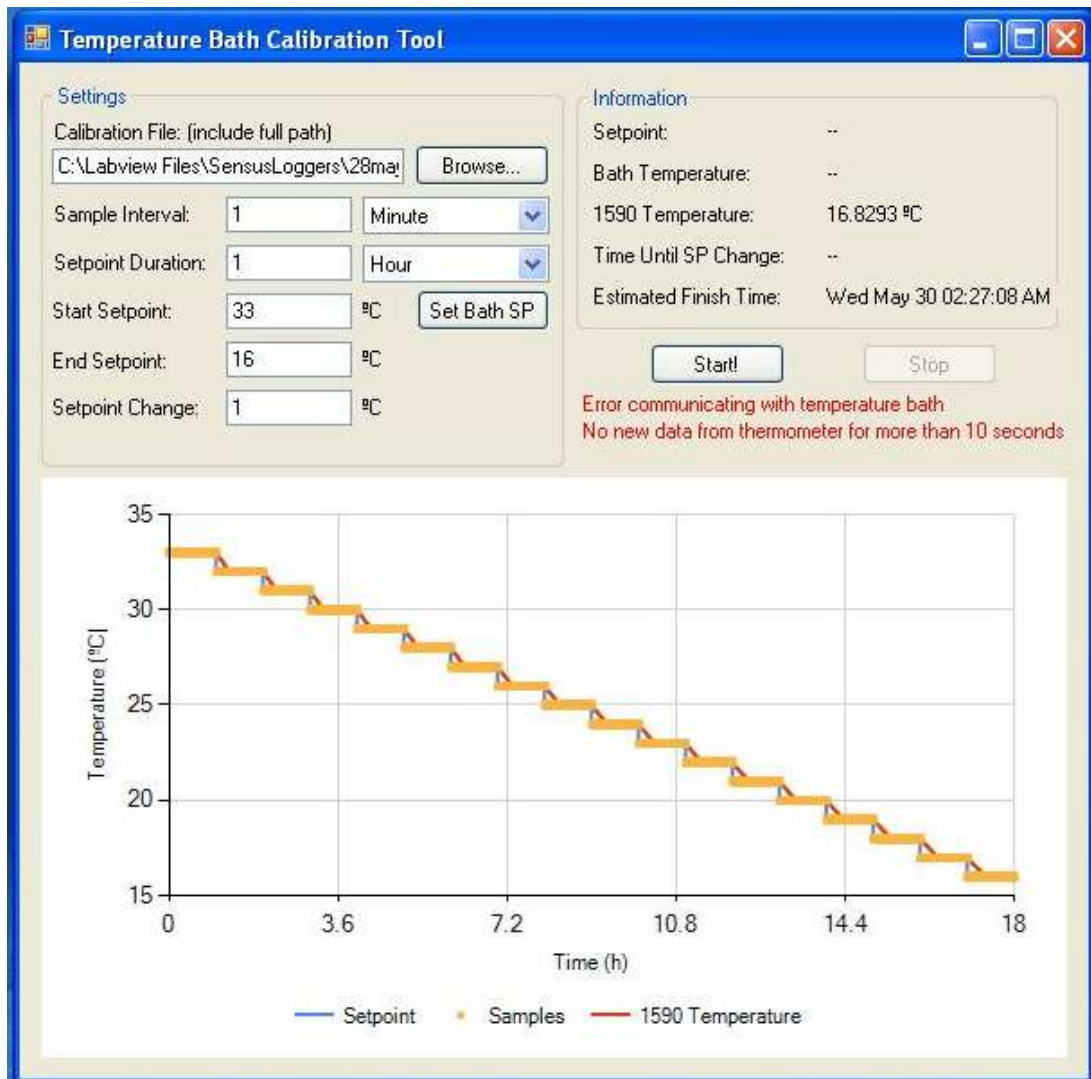 Temperature Bath Calibration Tool
Settings
Calibration File: (include full path)
C:\Labview Files\SensusLoggers\28may
Browse...
Sample Interval:
1
Minute
Setpoint Duration:
1
Hour
Start Setpoint:
33
ºC
Set Bath SP
End Setpoint:
16
ºC
Setpoint Change:
1
ºC
Information
Setpoint:
--
Bath Temperature:
--
1590 Temperature:
16.8293 ºC
Time Until SP Change:
--
Estimated Finish Time:
Wed May 30 02:27:08 AM
Start!
Stop
Error communicating with temperature bath
No new data from thermometer for more than 10 seconds
Temperature (ºC)
35
30
25
20
15
0
3.6
7.2
10.8
14.4
18
Time (h)
Setpoint
Samples
1590 Temperature